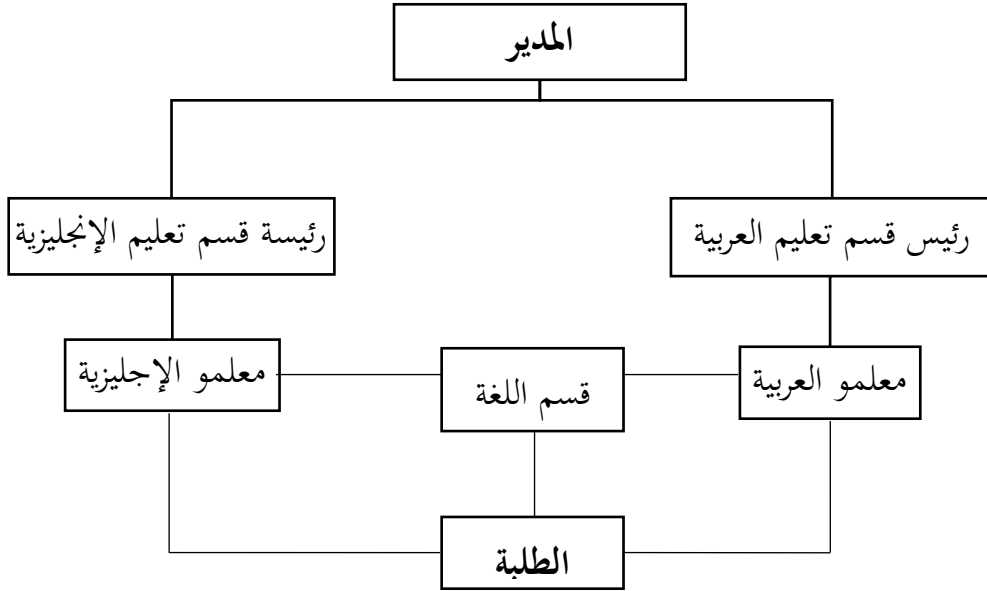 المدير
رئيس قسم تعليم العربية
رئيسة قسم تعليم الإنجليزية
معلمو العربية
قسم اللغة
معلمو الإجليزية
الطلبة